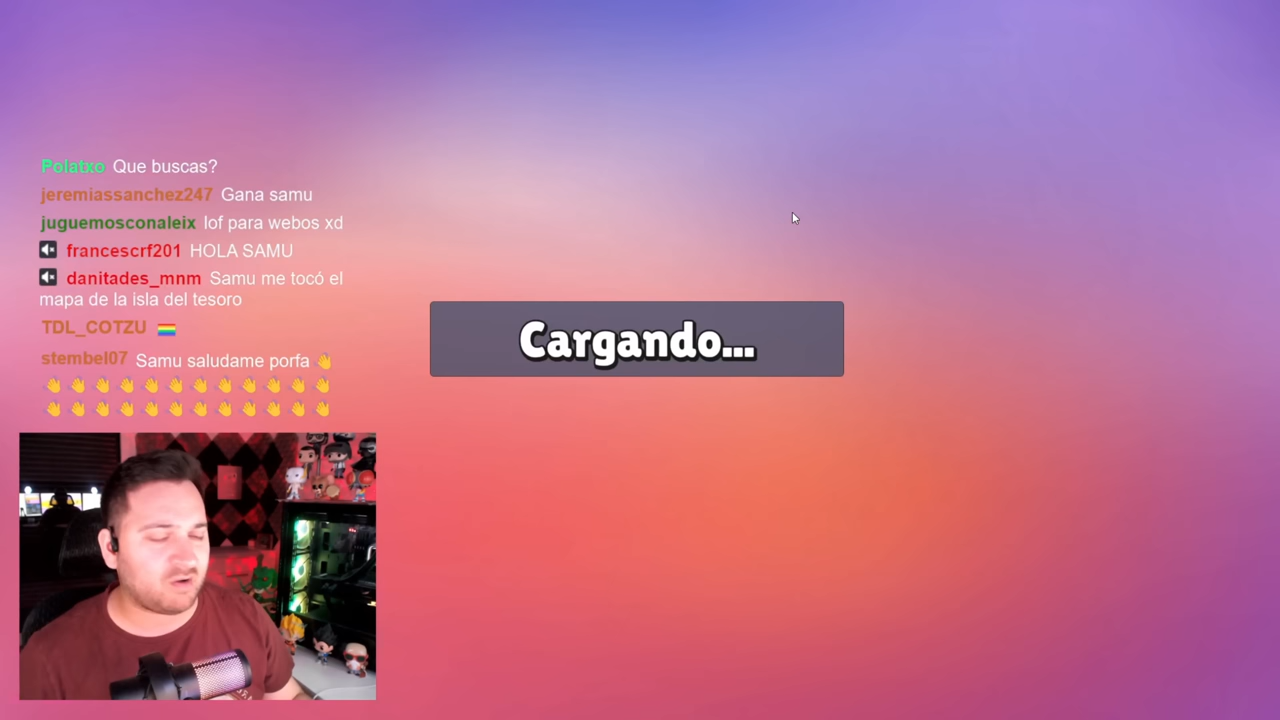 Polatxo Que buscas?
jeremiassanchez247 Gana samu
juguemosconaleix lof para webos xd
francescrf201 HOLA SAMU
danitades_mnm Samu me tocó el
mapa de la isla del tesoro
TDL_COTZU
stembel07 Samu saludame porfa
Cargando...